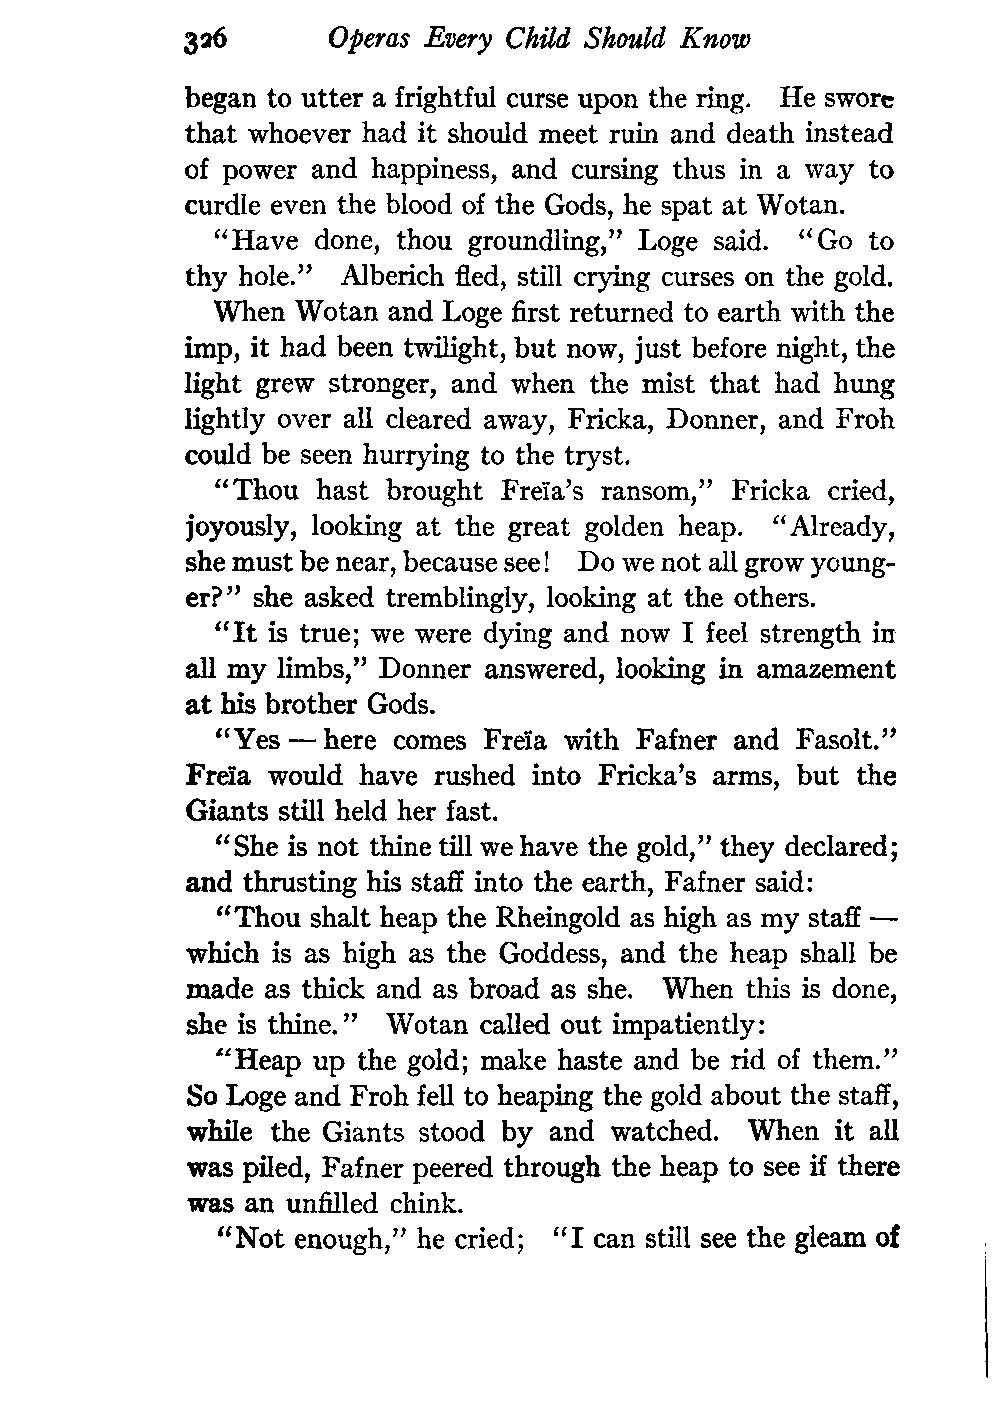 326 Operas Every Child Should Know
began to utter a frightful curse upon the ring. He swore
that whoever had it should meet ruin and death instead
of power and happiness, and cursing thus in a way to
curdle even the blood of the Gods, he spat at Wotan.
"Have done, thou groundling," Loge said. "Go to
thy hole." Alberich fled, still crying curses on the gold.
When Wotan and Loge first returned to earth with the
imp, it had been twilight, but now, just before night, the
light grew stronger, and when the mist that had hung
lightly over all cleared away, Fricka, Donner, and Froh
could be seen hurrying to the tryst.
"Thou hast brought Freïa's ransom," Fricka cried,
joyously, looking at the great golden heap. "Already,
she must be near, because see! Do we not all grow young-
er?" she asked tremblingly, looking at the others.
"It is true; we were dying and now I feel strength in
all my limbs," Donner answered, looking in amazement
at his brother Gods.
"Yes — here comes Freïa with Fafner and Fasolt."
Freïa would have rushed into Fricka's arms, but the
Giants still held her fast.
"She is not thine till we have the gold," they declared;
and thrusting his staff into the earth, Fafner said:
"Thou shalt heap the Rheingold as high as my staff —
which is as high as the Goddess, and the heap shall be
made as thick and as broad as she. When this is done,
she is thine." Wotan called out impatiently:
"Heap up the gold; make haste and be rid of them."
So Loge and Froh fell to heaping the gold about the staff,
while the Giants stood by and watched. When it all
was piled, Fafner peered through the heap to see if there
was an unfilled chink.
"Not enough," he cried; "I can still see the gleam of